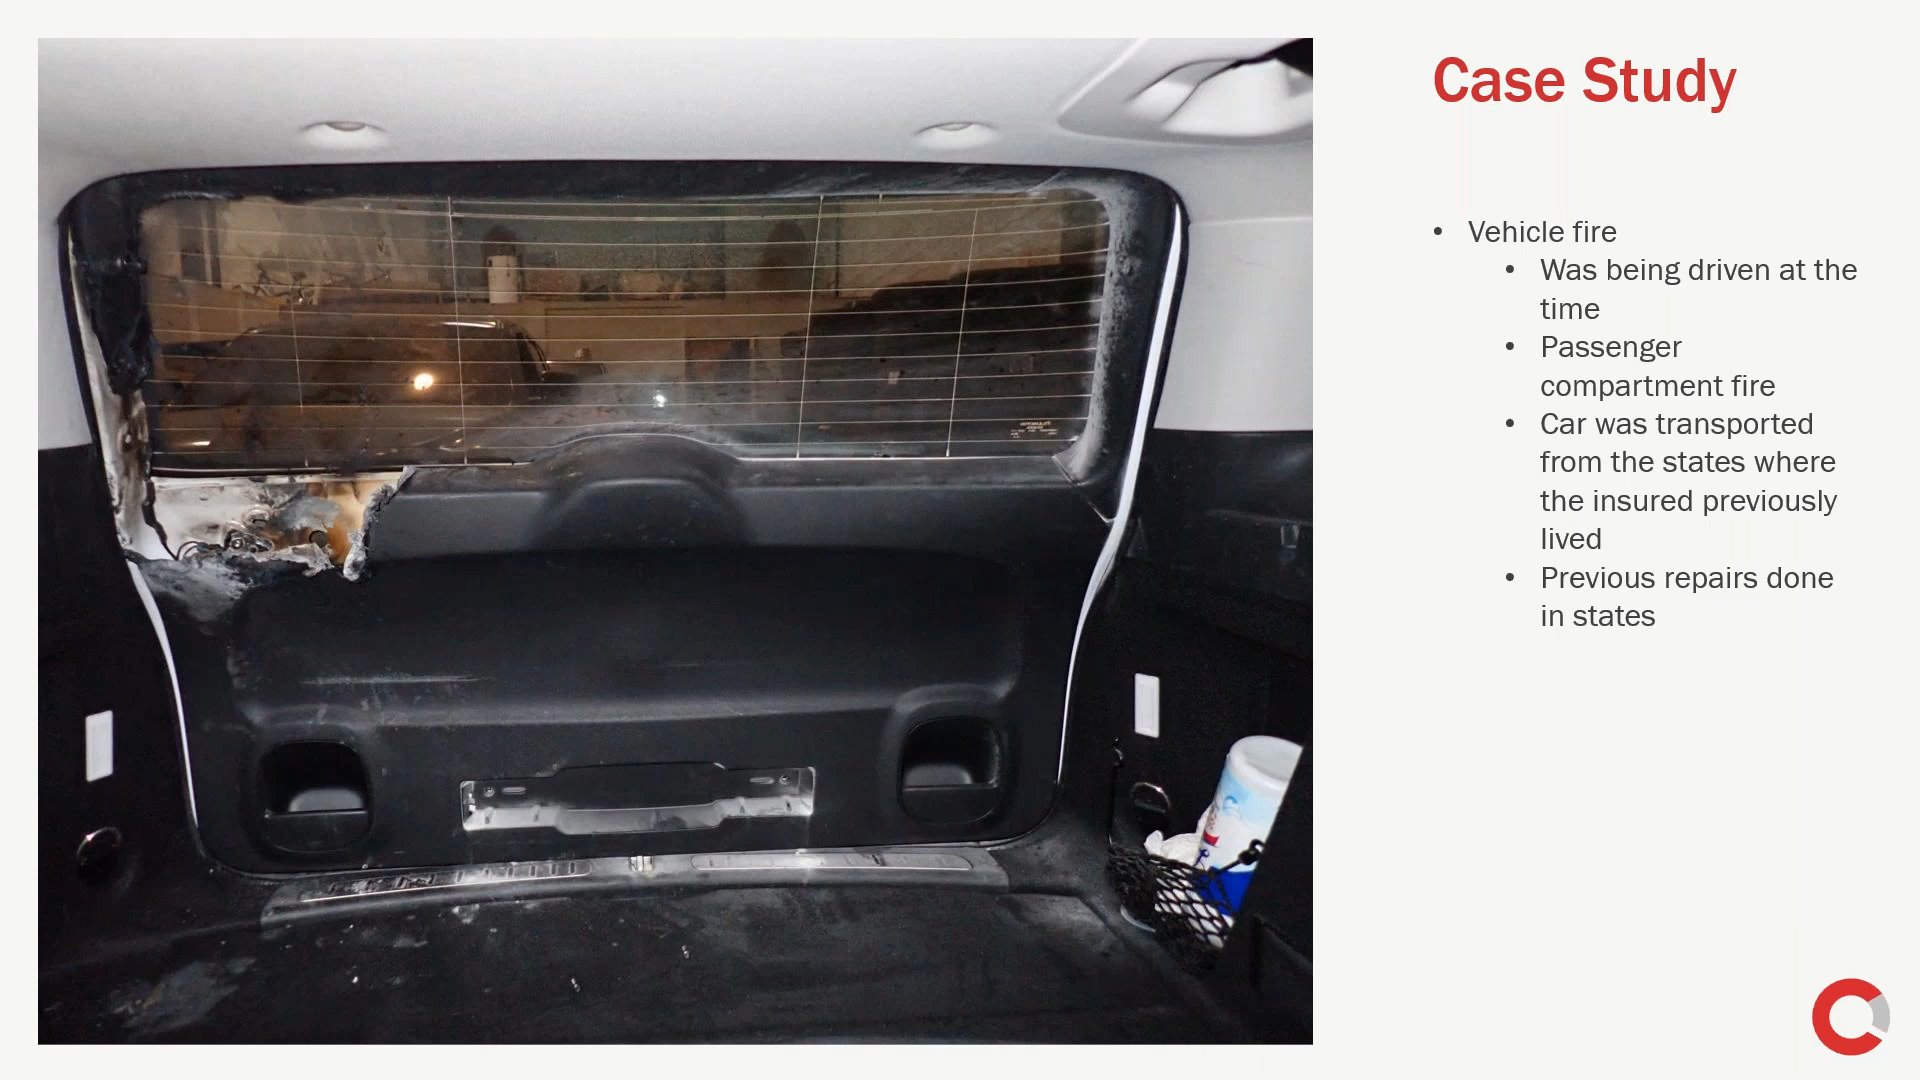 Case Study
• Vehicle fire
• Was being driven at the
time
• Passenger
compartment fire
• Car was transported
from the states where
the insured previously
lived
• Previous repairs done
in states